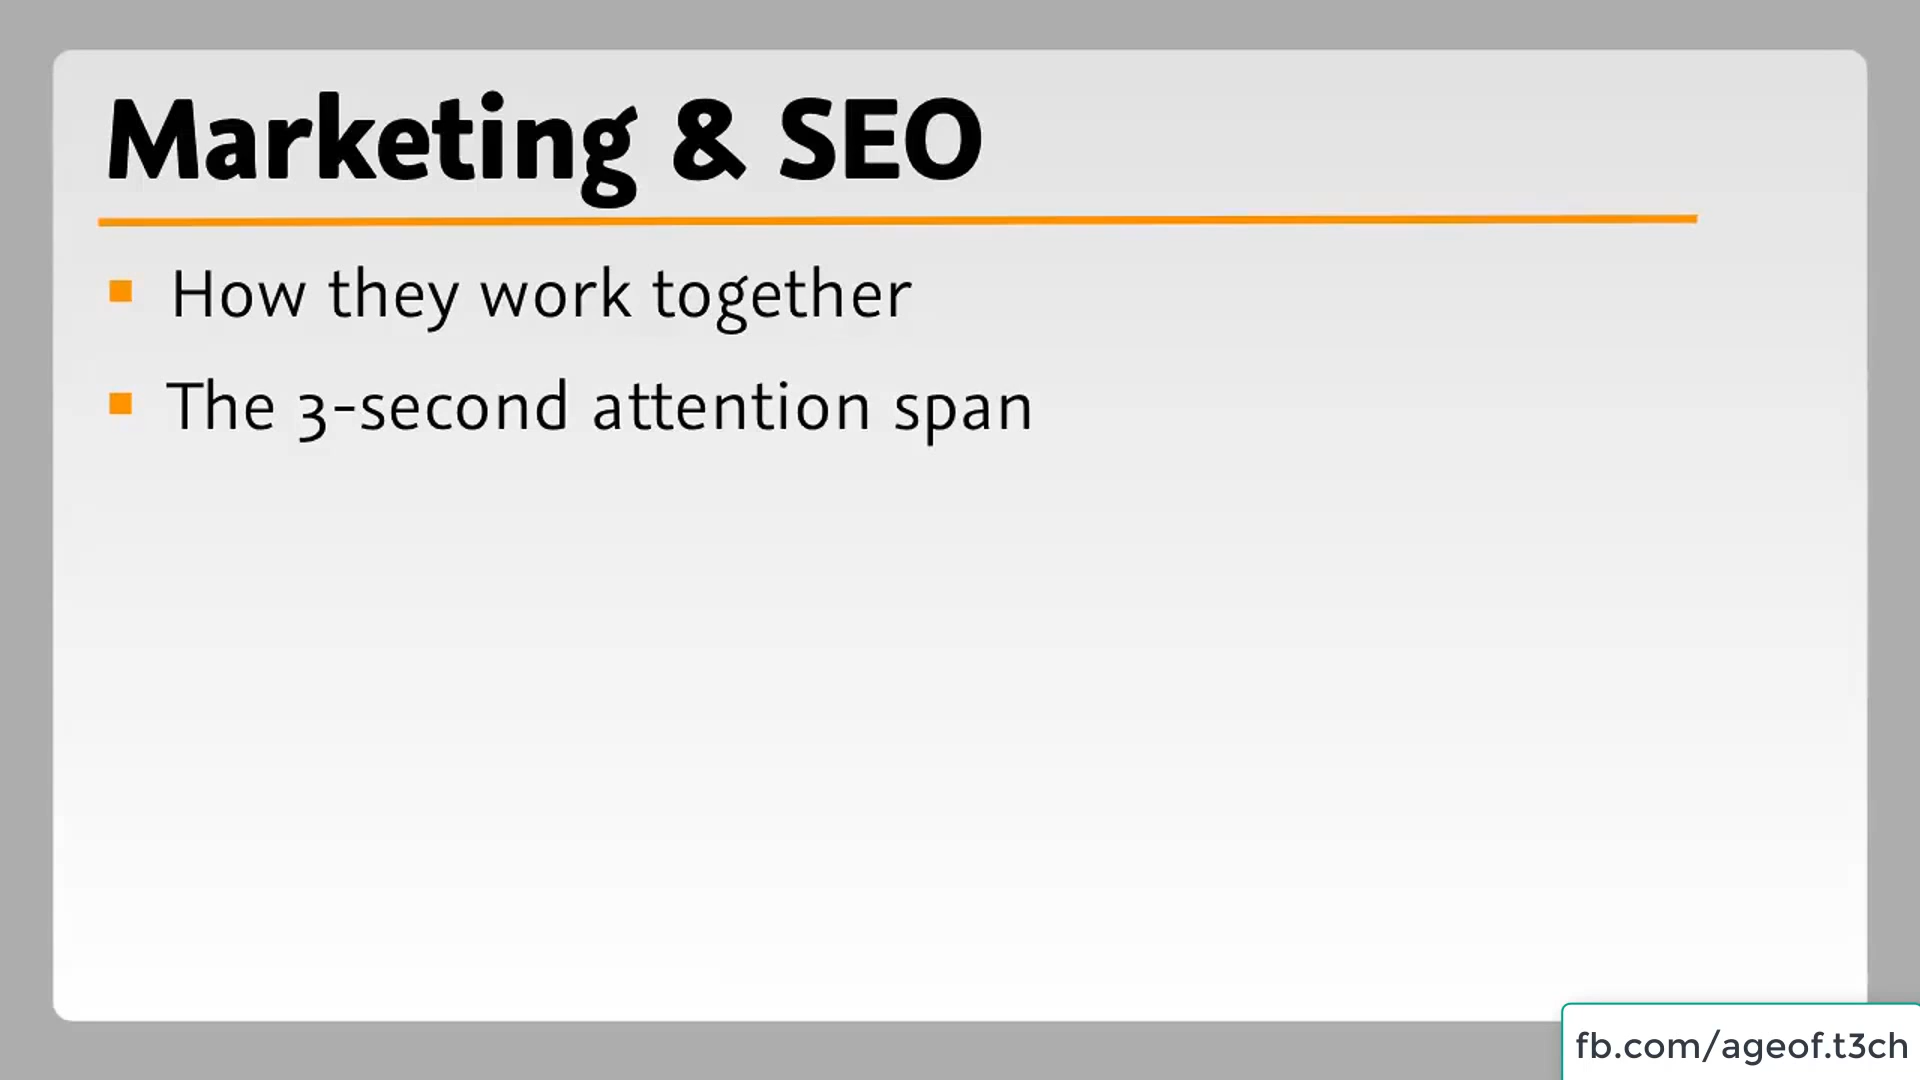 Marketing & SEO
How they work together
The 3-second attention span
fb.com/ageof.t3ch